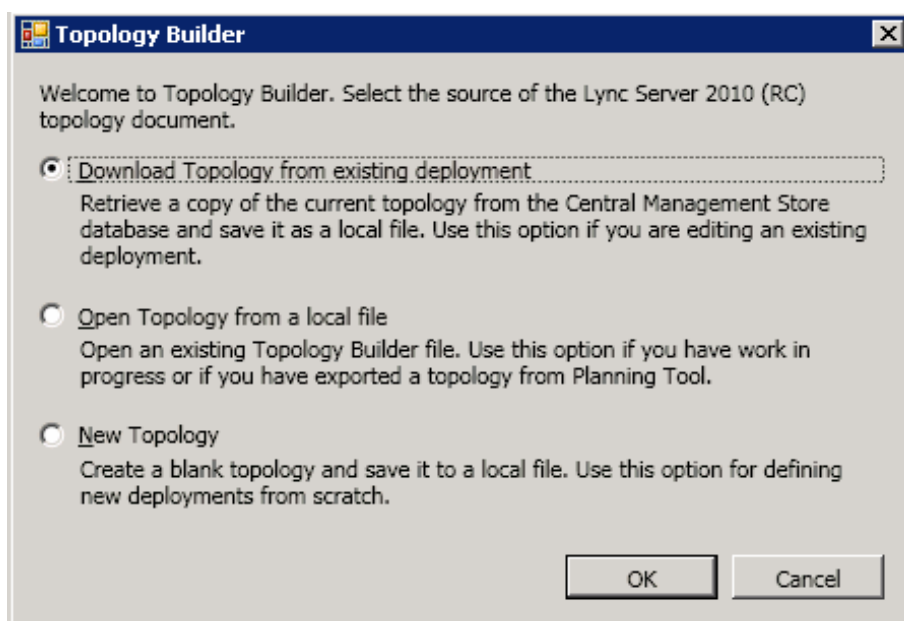 Topology Builder
Welcome to Topology Builder. Select the source of the Lync Server 2010 (RC)
topology document.
Download Topology from existing deployment
Retrieve a copy of the current topology from the Central Management Store
database and save it as a local file. Use this option if you are editing an existing
deployment.
Open Topology from a local file
Open an existing Topology Builder file. Use this option if you have work in
progress or if you have exported a topology from Planning Tool.
New Topology
Create a blank topology and save it to a local file. Use this option for defining
new deployments from scratch.
OK Cancel